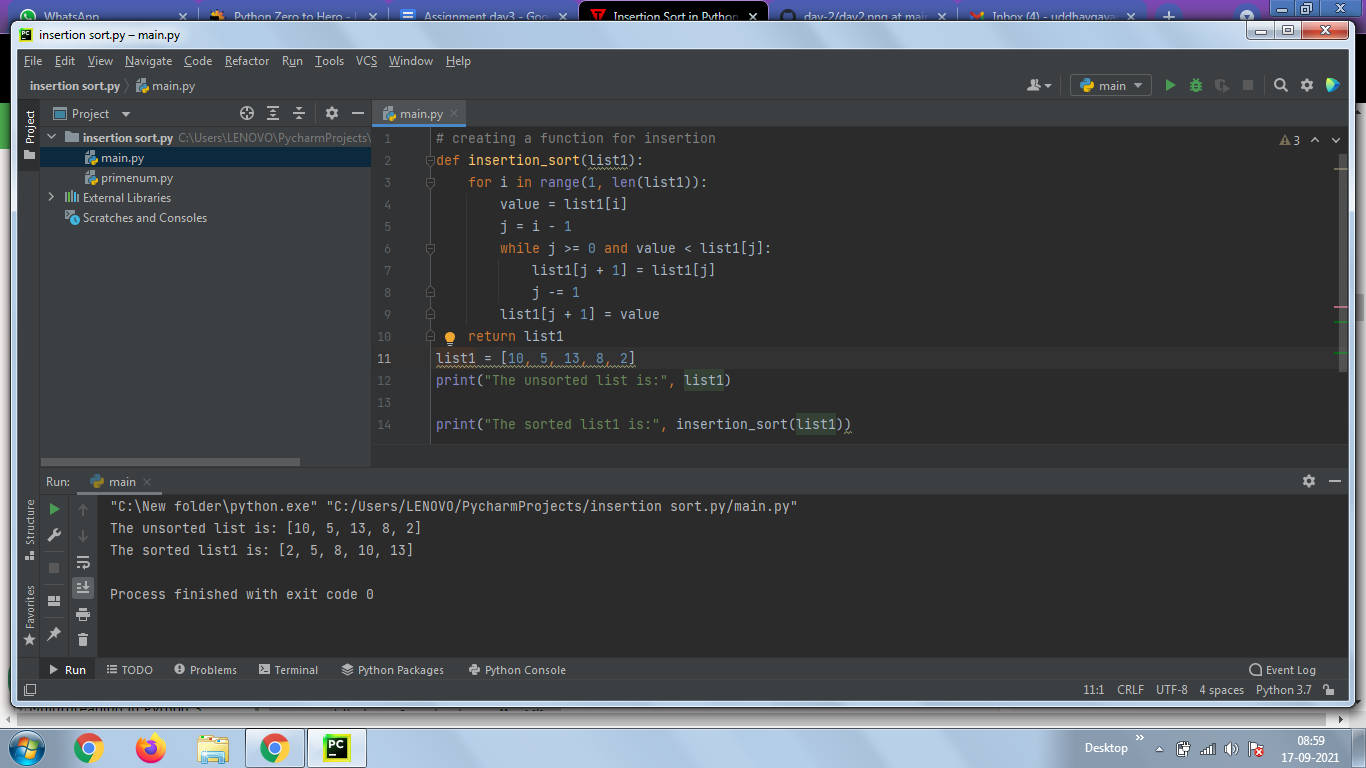 WhatsApp
Python Zero to Hero -
Assignment day3 - Goo
Insertion Sort in Python
day-2/day2.png at main
Inbox (4) -
insertion sort.py – main.py
File Edit View Navigate Code Refactor Run Tools VCS Window Help
insertion sort.py main.py
main
Project
Project
main.py
insertion sort.py C:\Users\LENOVO\PycharmProjects\
main.py
primenum.py
External Libraries
Scratches and Consoles
3
1 # creating a function for insertion
2 def insertion_sort(list1):
3 for i in range(1, len(list1)):
4 value = list1[i]
5 j = i - 1
6 while j >= 0 and value < list1[j]:
7 list1[j + 1] = list1[j]
8 j -= 1
9 list1[j + 1] = value
10 return list1
11 list1 = [10, 5, 13, 8, 2]
12 print("The unsorted list is:", list1)
13
14 print("The sorted list1 is:", insertion_sort(list1))
Run: main
"C:\New folder\python.exe" "C:/Users/LENOVO/PycharmProjects/insertion sort.py/main.py"
The unsorted list is: [10, 5, 13, 8, 2]
The sorted list1 is: [2, 5, 8, 10, 13]
Process finished with exit code 0
Structure
Favorites
Run TODO Problems Terminal Python Packages Python Console Event Log
11:1 CRLF UTF-8 4 spaces Python 3.7
PC
Desktop
08:59
17-09-2021